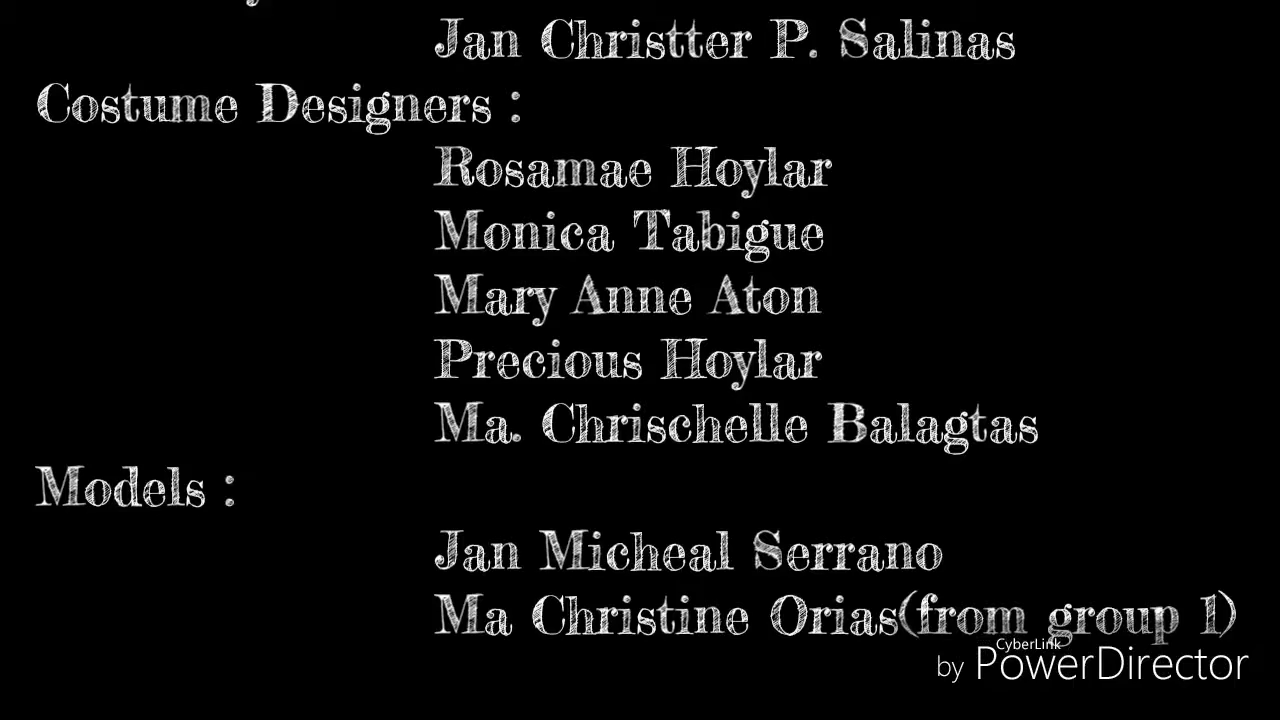 Jan Christter P. Salinas
Costume Designers :
Rosamae Hoylar
Monica Tabigue
Mary Anne Aton
Precious Hoylar
Ma. Chrischelle Balagtas
Models :
Jan Micheal Serrano
Ma Christine Orias(from group 1)
CyberLink
by PowerDirector